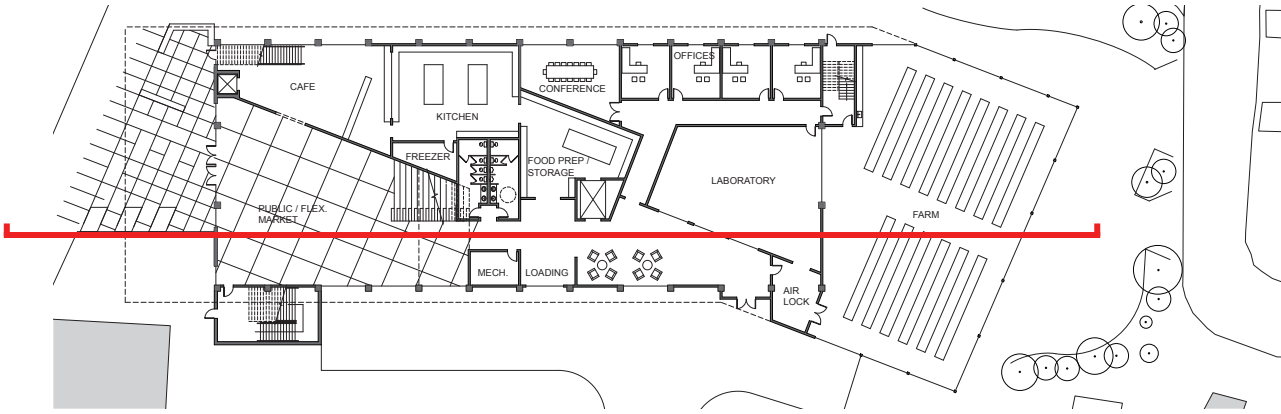 OFFICES
CAFE
CONFERENCE
KITCHEN
FREEZER
FOOD PREP /
STORAGE
LABORATORY
PUBLIC / FLEX.
MARKET
FARM
MECH.
LOADING
AIR
LOCK